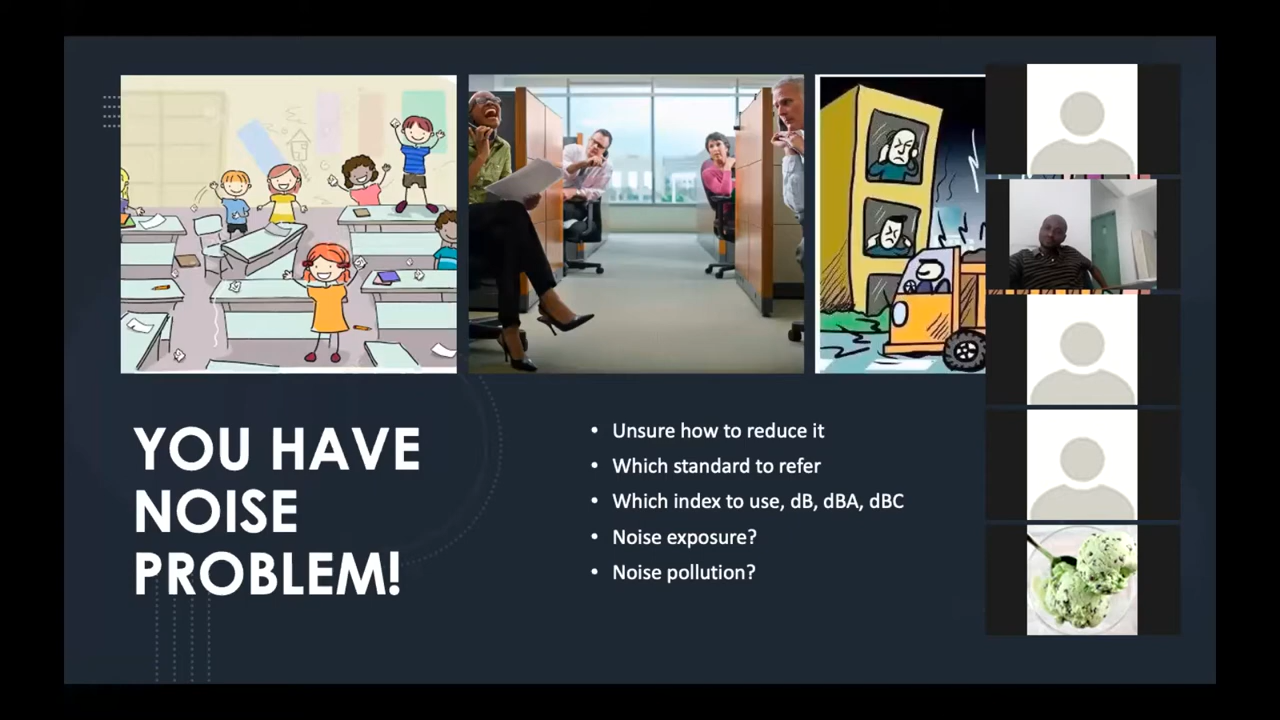 YOU HAVE
NOISE
PROBLEM!
• Unsure how to reduce it
• Which standard to refer
• Which index to use, dB, dBA, dBC
• Noise exposure?
• Noise pollution?